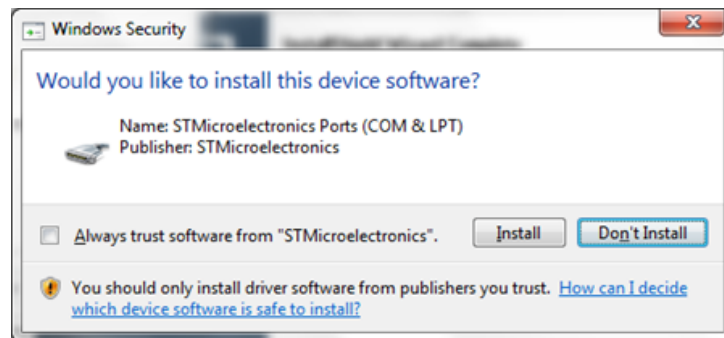 Windows Security
Would you like to install this device software?
Name: STMicroelectronics Ports (COM & LPT)
Publisher: STMicroelectronics
Always trust software from "STMicroelectronics".
Install
Don't Install
You should only install driver software from publishers you trust. How can I decide
which device software is safe to install?